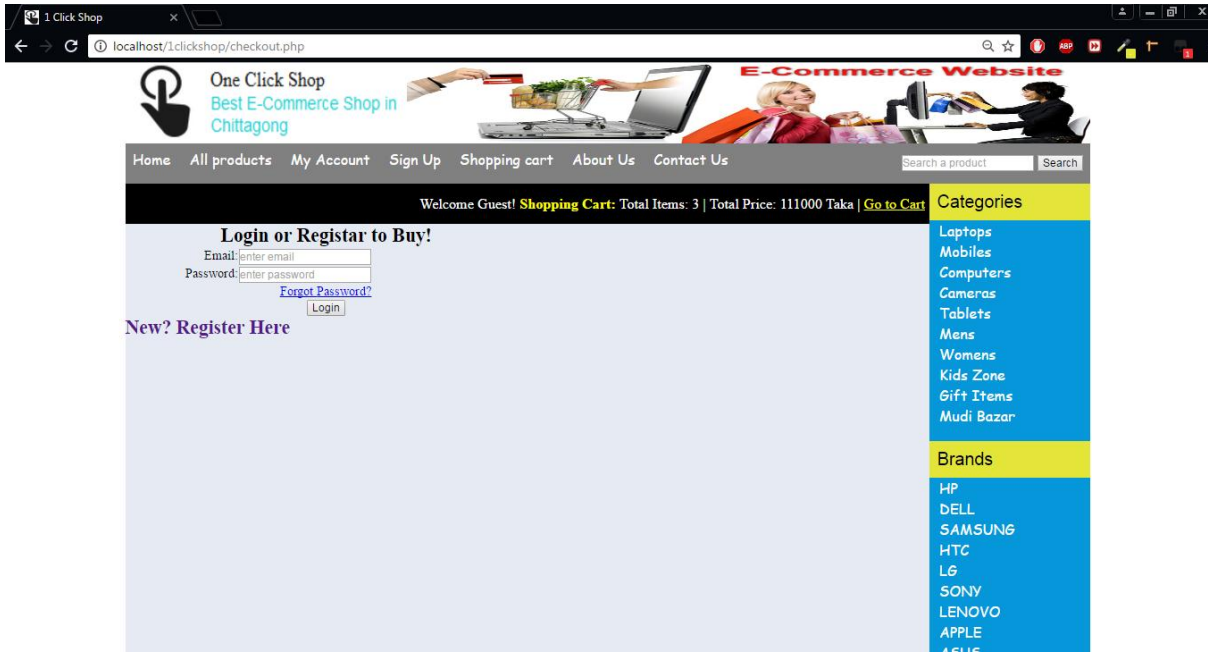 1 Click Shop
localhost/1clickshop/checkout.php
ABP
1
One Click Shop
Best E-Commerce Shop in
Chittagong
E-Commerce Website
Home All products My Account Sign Up Shopping cart About Us Contact Us Search a product Search
Welcome Guest! Shopping Cart: Total Items: 3 | Total Price: 111000 Taka | Go to Cart
Login or Registar to Buy!
Email: enter email
Password: enter password
Forgot Password?
Login
New? Register Here
Categories
Laptops
Mobiles
Computers
Cameras
Tablets
Mens
Womens
Kids Zone
Gift Items
Mudi Bazar
Brands
HP
DELL
SAMSUNG
HTC
LG
SONY
LENOVO
APPLE
ASUS